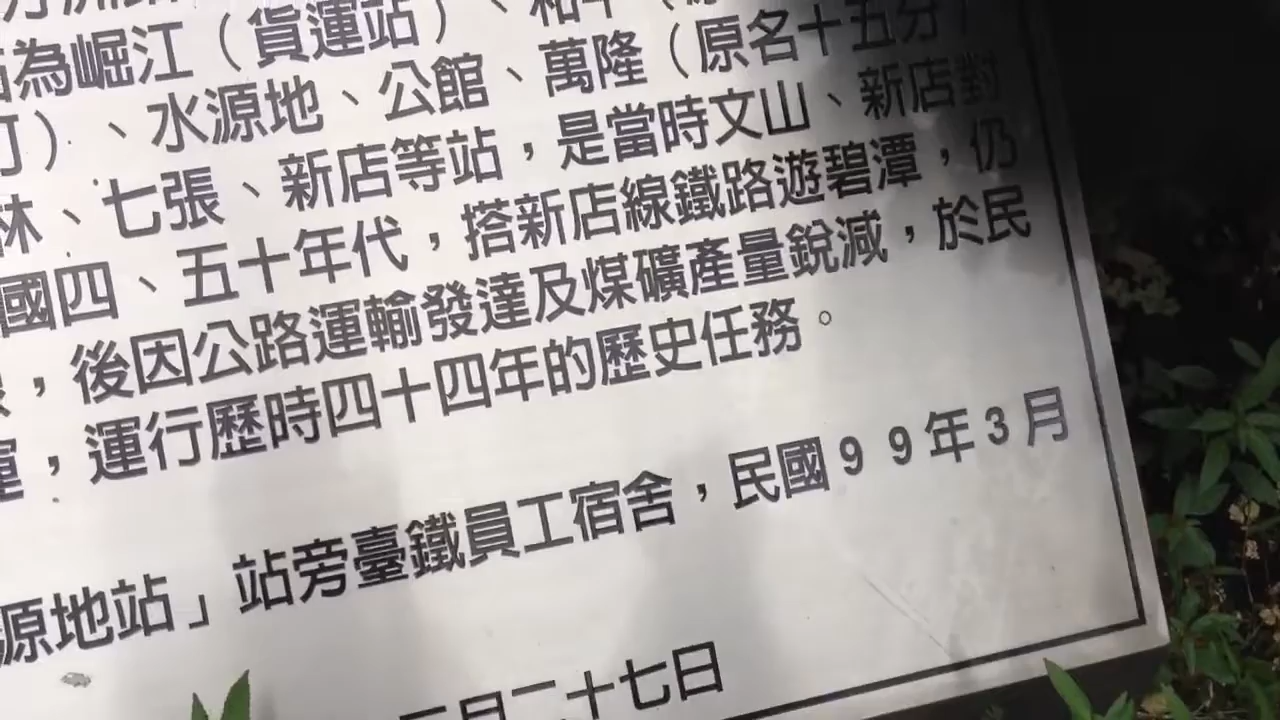 為崛江（貨運站）、和平（
）、水源地、公館、萬隆（原名十五分）
林、七張、新店等站，是當時文山、新店對
國四、五十年代，搭新店線鐵路遊碧潭，仍
，後因公路運輸發達及煤礦產量銳減，於民
，運行歷時四十四年的歷史任務。
源地站」站旁臺鐵員工宿舍，民國99年3月
月二十七日